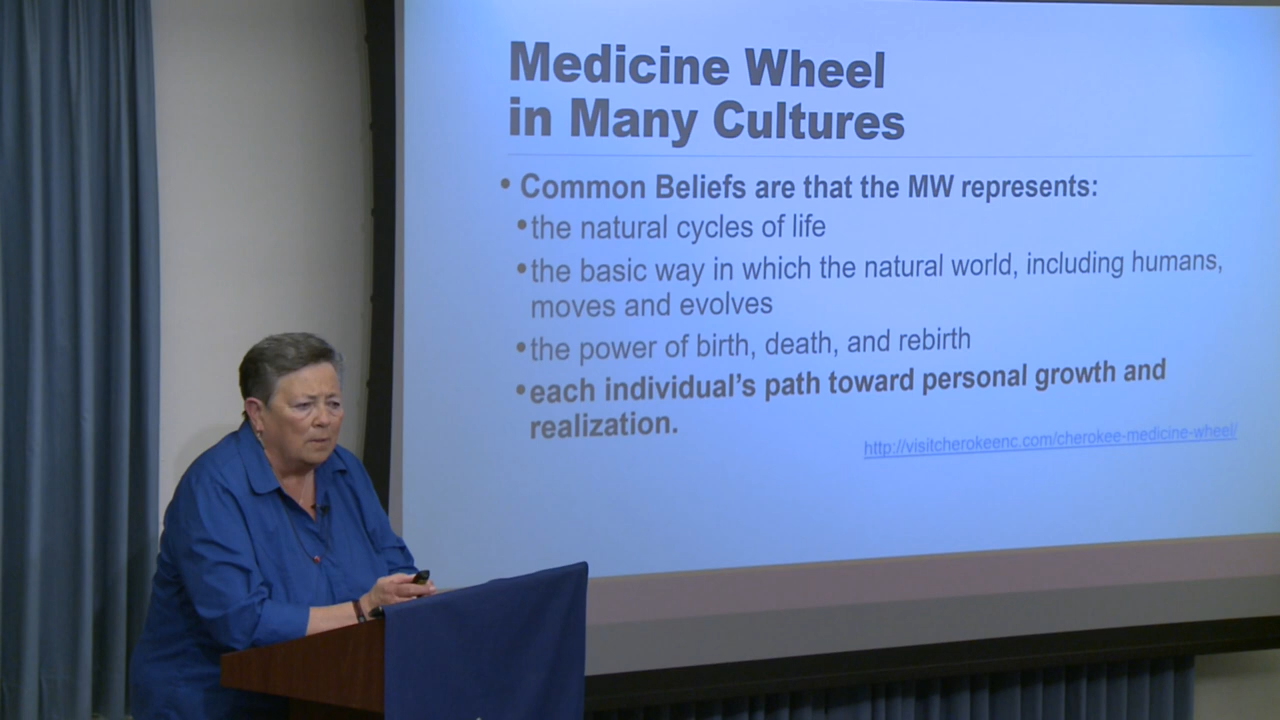 Medicine Wheel
in Many Cultures
• Common Beliefs are that the MW represents:
• the natural cycles of life
• the basic way in which the natural world, including humans,
moves and evolves
• the power of birth, death, and rebirth
• each individual's path toward personal growth and
realization.
http://visitcherokeenc.com/cherokee-medicine-wheel/